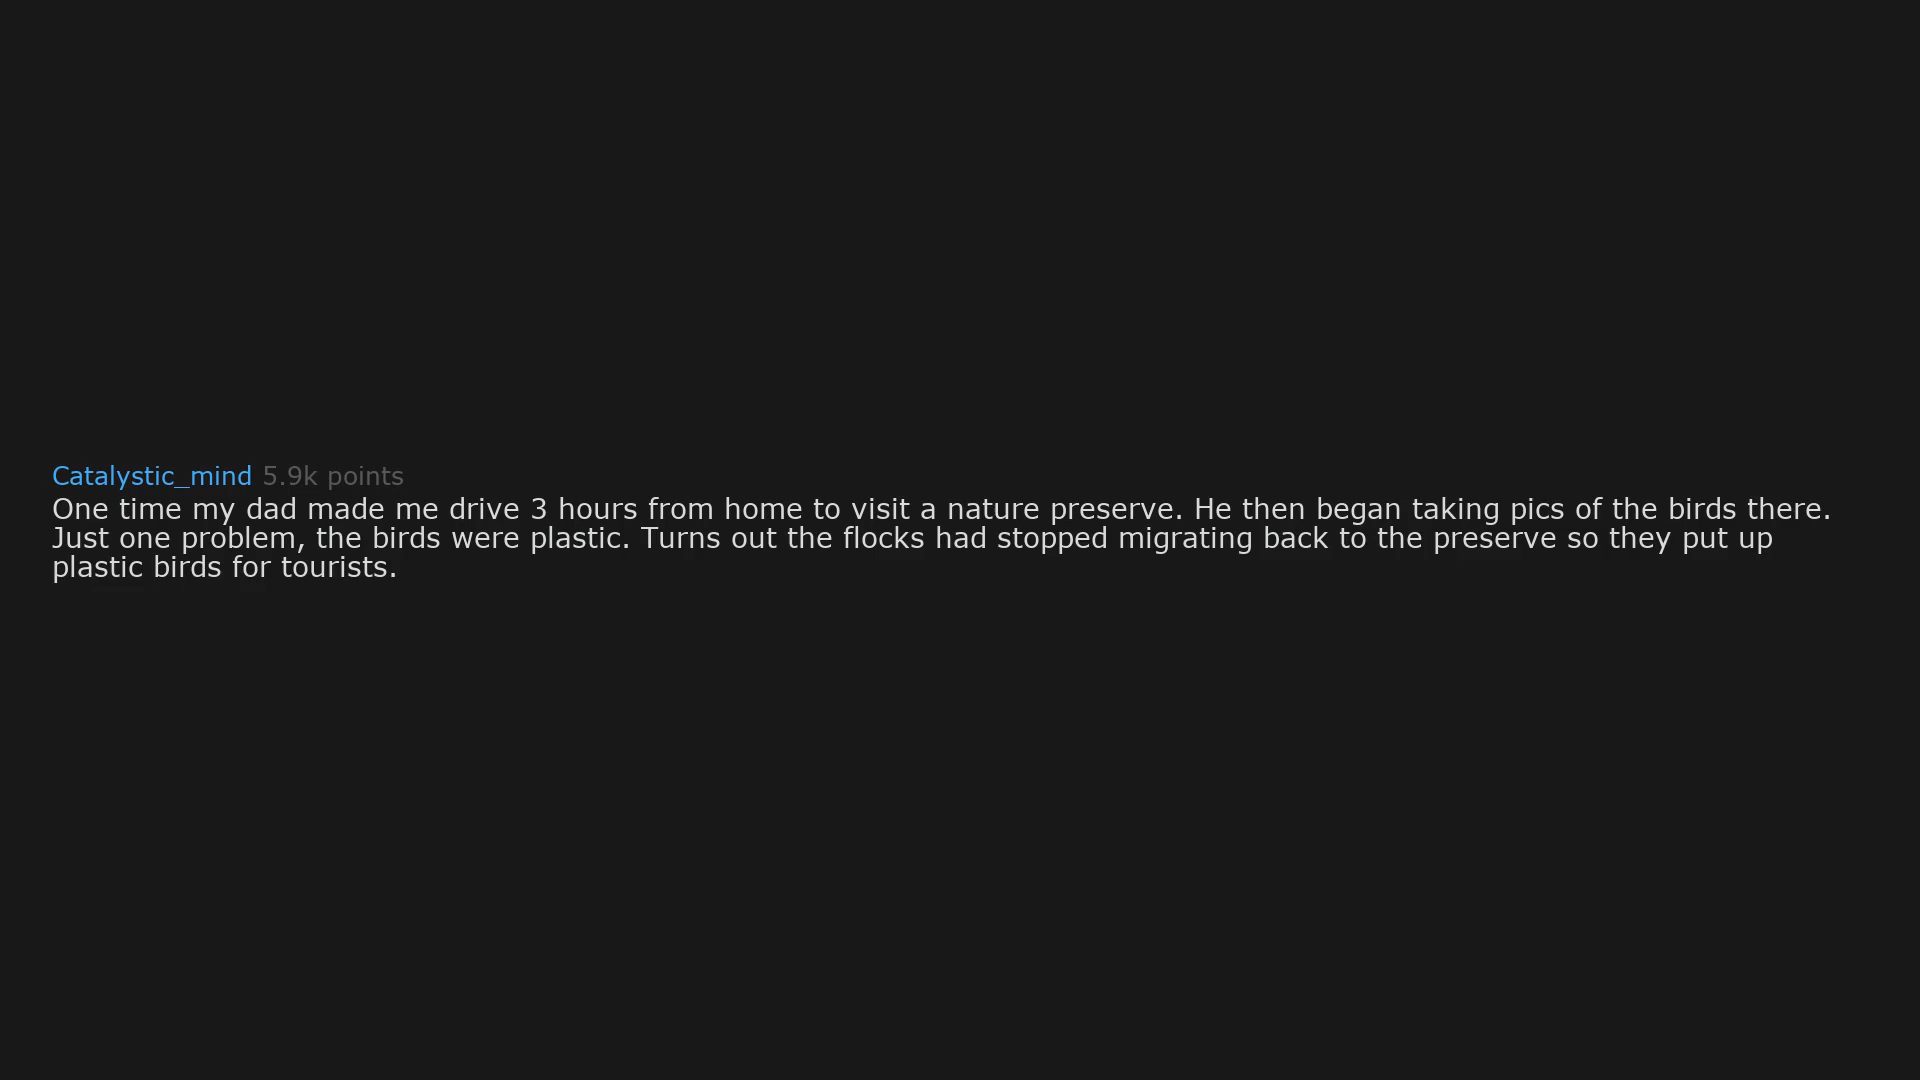 Catalystic_mind 5.9k points
One time my dad made me drive 3 hours from home to visit a nature preserve. He then began taking pics of the birds there.
Just one problem, the birds were plastic. Turns out the flocks had stopped migrating back to the preserve so they put up
plastic birds for tourists.